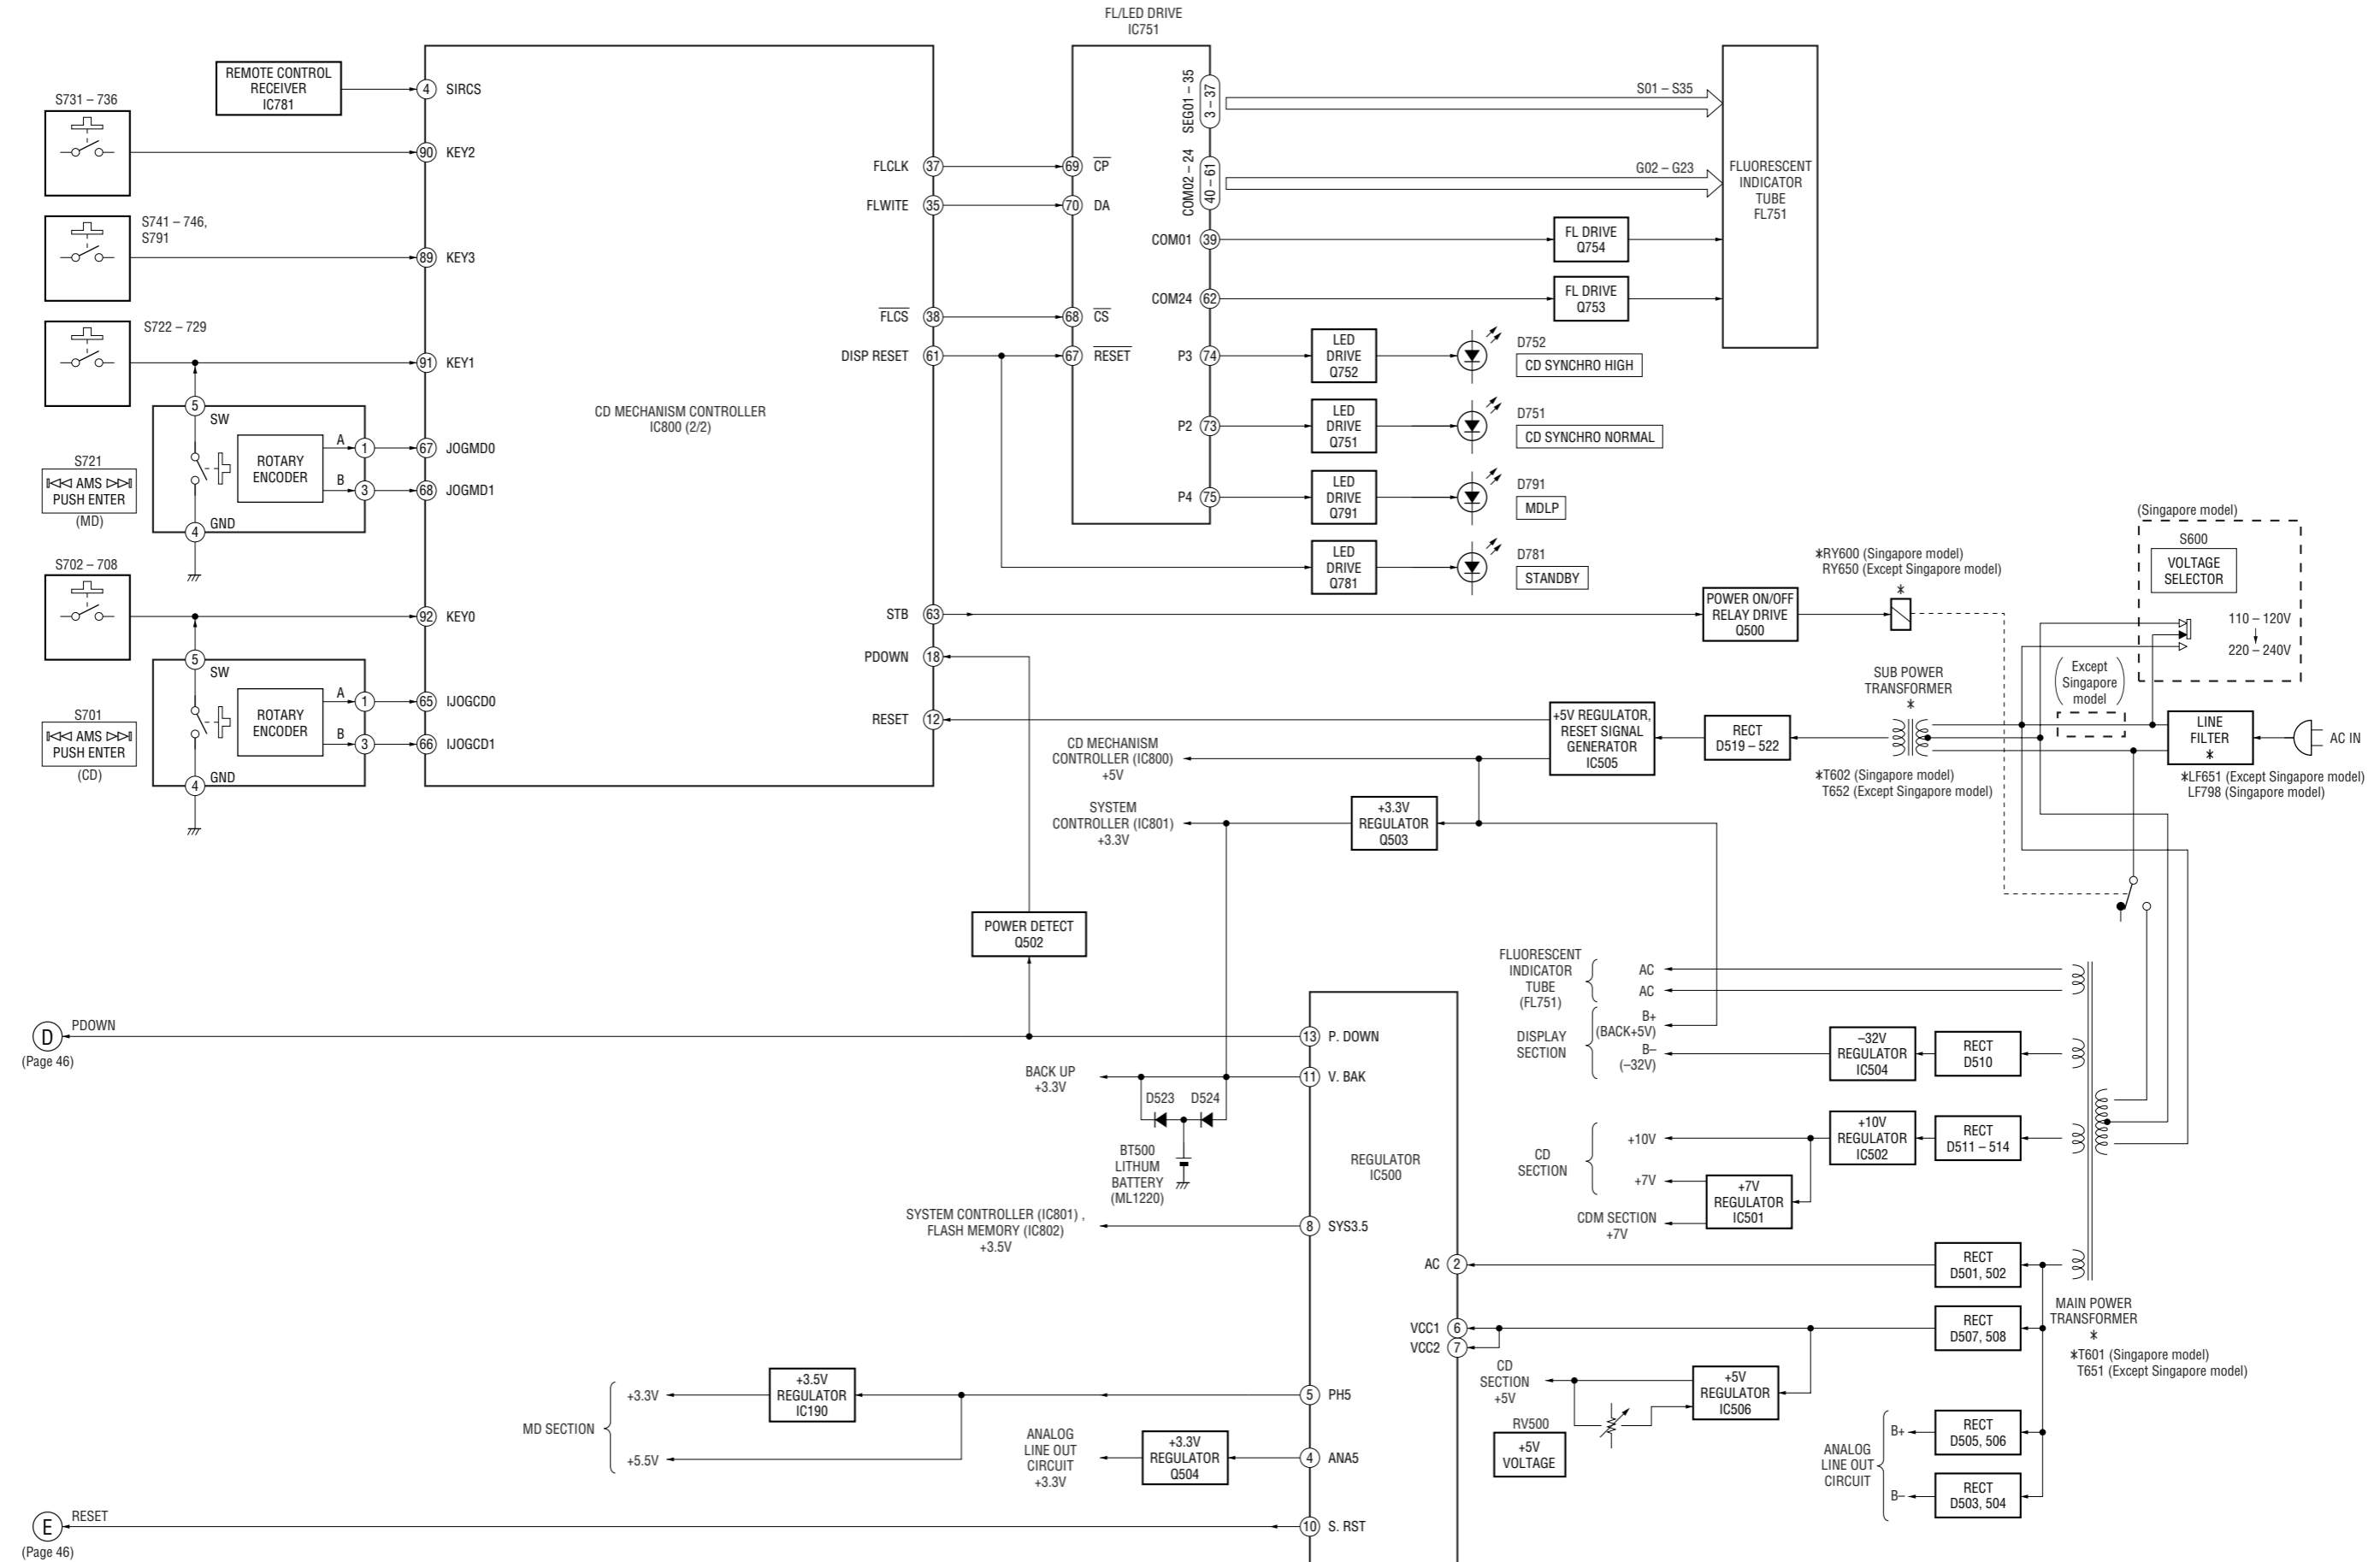 FL/LED DRIVE
IC751
REMOTE CONTROL
RECEIVER
IC781
4 SIRCS
S731 – 736
90 KEY2
S741 – 746,
S791
89 KEY3
S722 – 729
91 KEY1
5
SW
ROTARY
ENCODER
A
1
67 JOGMD0
B
3
68 JOGMD1
4 GND
S721
AMS
PUSH ENTER
(MD)
S702 – 708
92 KEY0
5
SW
ROTARY
ENCODER
A
1
65 IJOGCD0
B
3
66 IJOGCD1
4 GND
S701
AMS
PUSH ENTER
(CD)
CD MECHANISM CONTROLLER
IC800 (2/2)
FLCLK 37
FLWITE 35
FLCS 38
DISP RESET 61
STB 63
PDOWN 18
RESET 12
69 CP
70 DA
68 CS
67 RESET
SEG01 – 35
3 – 37
COM02 – 24
40 – 61
COM01 39
COM24 62
P3 74
P2 73
P4 75
S01 – S35
G02 – G23
FLUORESCENT
INDICATOR
TUBE
FL751
FL DRIVE
Q754
FL DRIVE
Q753
LED
DRIVE
Q752
D752
CD SYNCHRO HIGH
LED
DRIVE
Q751
D751
CD SYNCHRO NORMAL
LED
DRIVE
Q791
D791
MDLP
LED
DRIVE
Q781
D781
STANDBY
POWER ON/OFF
RELAY DRIVE
Q500
*RY600 (Singapore model)
RY650 (Except Singapore model)
*
(Singapore model)
S600
VOLTAGE
SELECTOR
110 – 120V
220 – 240V
(Except
Singapore
model)
LINE
FILTER
*
AC IN
*LF651 (Except Singapore model)
LF798 (Singapore model)
SUB POWER
TRANSFORMER
*
*T602 (Singapore model)
T652 (Except Singapore model)
RECT
D519 – 522
+5V REGULATOR,
RESET SIGNAL
GENERATOR
IC505
CD MECHANISM
CONTROLLER (IC800)
+5V
SYSTEM
CONTROLLER (IC801)
+3.3V
+3.3V
REGULATOR
Q503
POWER DETECT
Q502
D PDOWN
(Page 46)
BACK UP
+3.3V
D523 D524
BT500
LITHUM
BATTERY
(ML1220)
SYSTEM CONTROLLER (IC801) ,
FLASH MEMORY (IC802)
+3.5V
REGULATOR
IC500
13 P. DOWN
11 V. BAK
8 SYS3.5
AC 2
VCC1 6
VCC2 7
5 PH5
4 ANA5
10 S. RST
MD SECTION
+3.3V
+5.5V
+3.5V
REGULATOR
IC190
ANALOG
LINE OUT
CIRCUIT
+3.3V
+3.3V
REGULATOR
Q504
E RESET
(Page 46)
FLUORESCENT
INDICATOR
TUBE
(FL751)
AC
AC
DISPLAY
SECTION
B+
(BACK+5V)
B–
(–32V)
–32V
REGULATOR
IC504
RECT
D510
CD
SECTION
+10V
+7V
+10V
REGULATOR
IC502
RECT
D511 – 514
+7V
REGULATOR
IC501
CDM SECTION
+7V
RECT
D501, 502
RECT
D507, 508
MAIN POWER
TRANSFORMER
*
*T601 (Singapore model)
T651 (Except Singapore model)
CD
SECTION
+5V
+5V
REGULATOR
IC506
RV500
+5V
VOLTAGE
ANALOG
LINE OUT
CIRCUIT
B+
B–
RECT
D505, 506
RECT
D503, 504